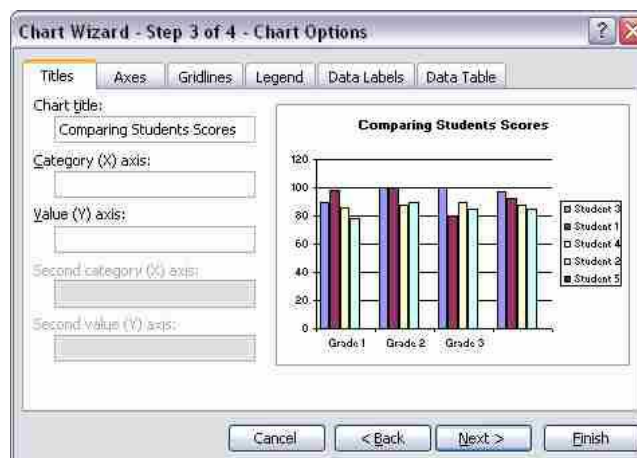 Chart Wizard - Step 3 of 4 - Chart Options
Titles Axes Gridlines Legend Data Labels Data Table
Chart title:
Comparing Students Scores
Category (X) axis:
Value (Y) axis:
Second category (X) axis:
Second value (Y) axis:
Comparing Students Scores
120
100
80
60
40
20
0
Grade 1 Grade 2 Grade 3
Student 3
Student 1
Student 4
Student 2
Student 5
Cancel < Back Next > Finish